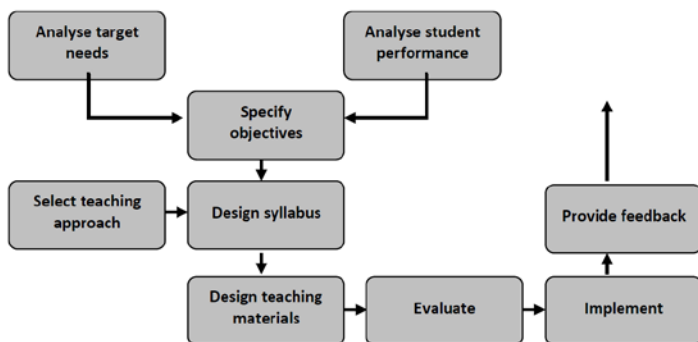 Analyse target
needs
Analyse student
performance
Specify
objectives
Select teaching
approach
Design syllabus
Provide feedback
Design teaching
materials
Evaluate
Implement